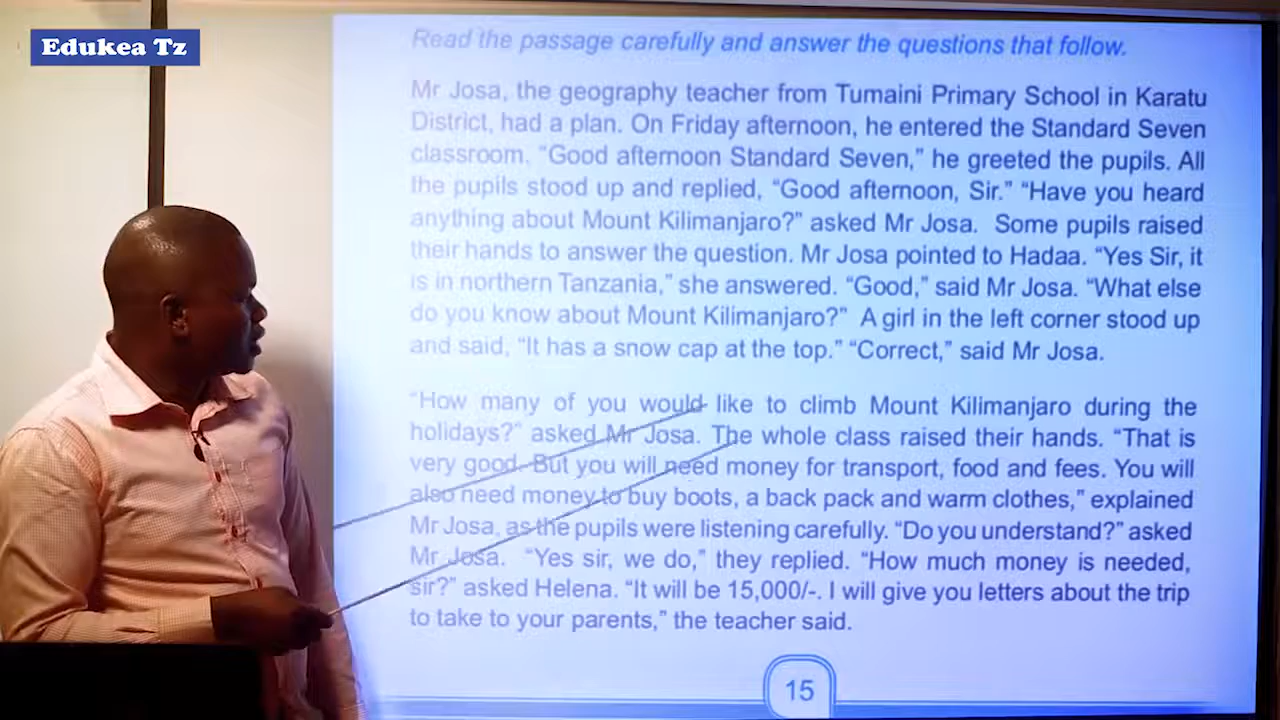 Edukea Tz
Read the passage carefully and answer the questions that follow.
Mr Josa, the geography teacher from Tumaini Primary School in Karatu
District, had a plan. On Friday afternoon, he entered the Standard Seven
classroom. “Good afternoon Standard Seven,” he greeted the pupils. All
the pupils stood up and replied, “Good afternoon, Sir.” “Have you heard
anything about Mount Kilimanjaro?” asked Mr Josa. Some pupils raised
their hands to answer the question. Mr Josa pointed to Hadaa. “Yes Sir, it
is in northern Tanzania,” she answered. “Good,” said Mr Josa. “What else
do you know about Mount Kilimanjaro?” A girl in the left corner stood up
and said, “It has a snow cap at the top.” “Correct,” said Mr Josa.
“How many of you would like to climb Mount Kilimanjaro during the
holidays?” asked Mr Josa. The whole class raised their hands. “That is
very good. But you will need money for transport, food and fees. You will
also need money to buy boots, a back pack and warm clothes,” explained
Mr Josa, as the pupils were listening carefully. “Do you understand?” asked
Mr Josa. “Yes sir, we do,” they replied. “How much money is needed,
sir?” asked Helena. “It will be 15,000/-. I will give you letters about the trip
to take to your parents,” the teacher said.
15